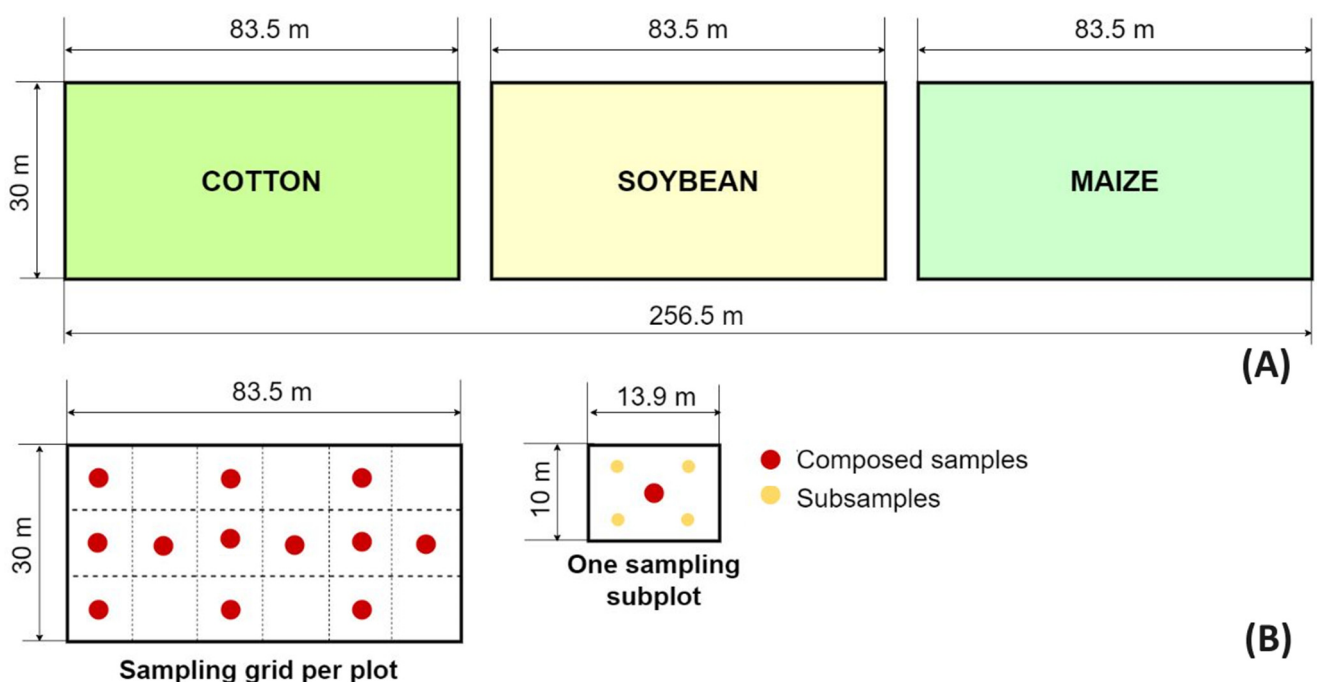 83.5 m 83.5 m 83.5 m
30 m
COTTON SOYBEAN MAIZE
256.5 m
(A)
83.5 m 13.9 m
30 m
10 m
Composed samples
Subsamples
One sampling
subplot
Sampling grid per plot
(B)